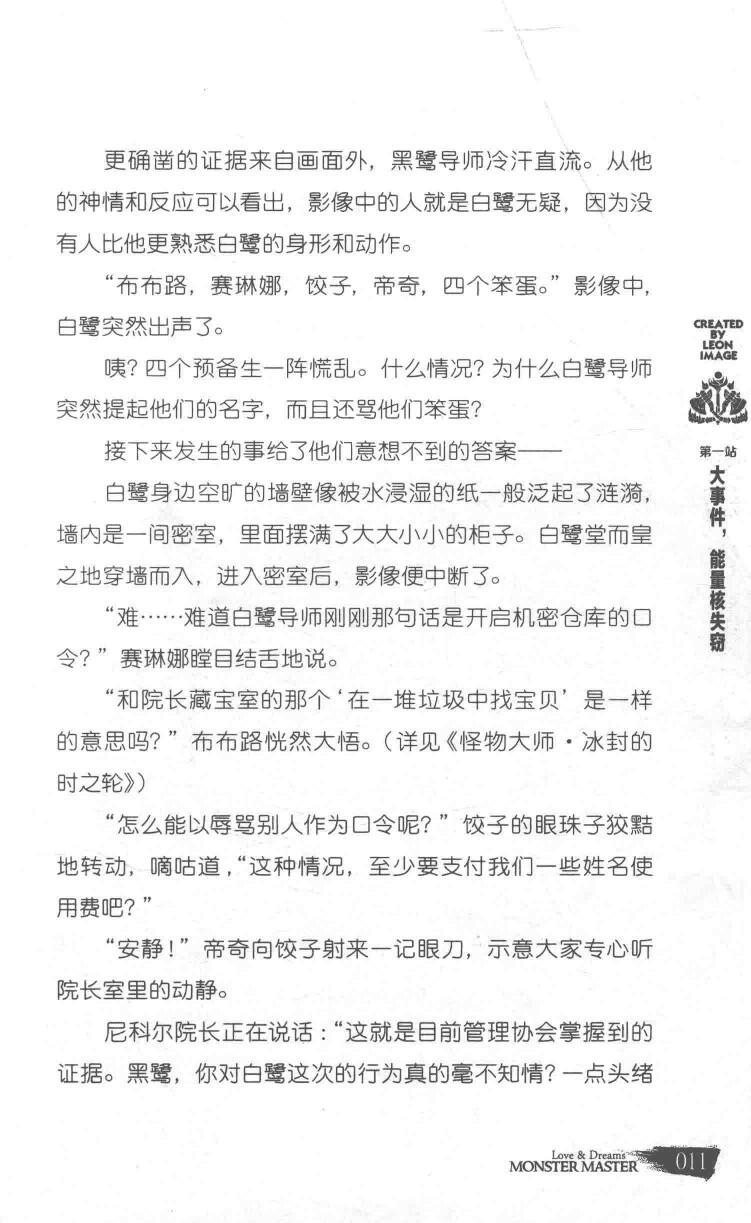 更确凿的证据来自画面外，黑鹭导师冷汗直流。从他
的神情和反应可以看出，影像中的人就是白鹭无疑，因为没
有人比他更熟悉白鹭的身形和动作。
“布布路，赛琳娜，饺子，帝奇，四个笨蛋。”影像中，
白鹭突然出声了。
咦？四个预备生一阵慌乱。什么情况？为什么白鹭导师
突然提起他们的名字，而且还骂他们笨蛋？
接下来发生的事给了他们意想不到的答案——
白鹭身边空旷的墙壁像被水浸湿的纸一般泛起了涟漪，
墙内是一间密室，里面摆满了大大小小的柜子。白鹭堂而皇
之地穿墙而入，进入密室后，影像便中断了。
“难……难道白鹭导师刚刚那句话是开启机密仓库的口
令？”赛琳娜瞠目结舌地说。
“和院长藏宝室的那个‘在一堆垃圾中找宝贝’是一样
的意思吗？”布布路恍然大悟。（详见《怪物大师·冰封的
时之轮》）
“怎么能以辱骂别人作为口令呢？”饺子的眼珠子狡黠
地转动，嘀咕道，“这种情况，至少要支付我们一些姓名使
用费吧？”
“安静！”帝奇向饺子射来一记眼刀，示意大家专心听
院长室里的动静。
尼科尔院长正在说话：“这就是目前管理协会掌握到的
证据。黑鹭，你对白鹭这次的行为真的毫不知情？一点头绪
CREATED
BY
LEON
IMAGE
第一站
大事件，能量核失窃
Love & Dreams
MONSTER MASTER
011